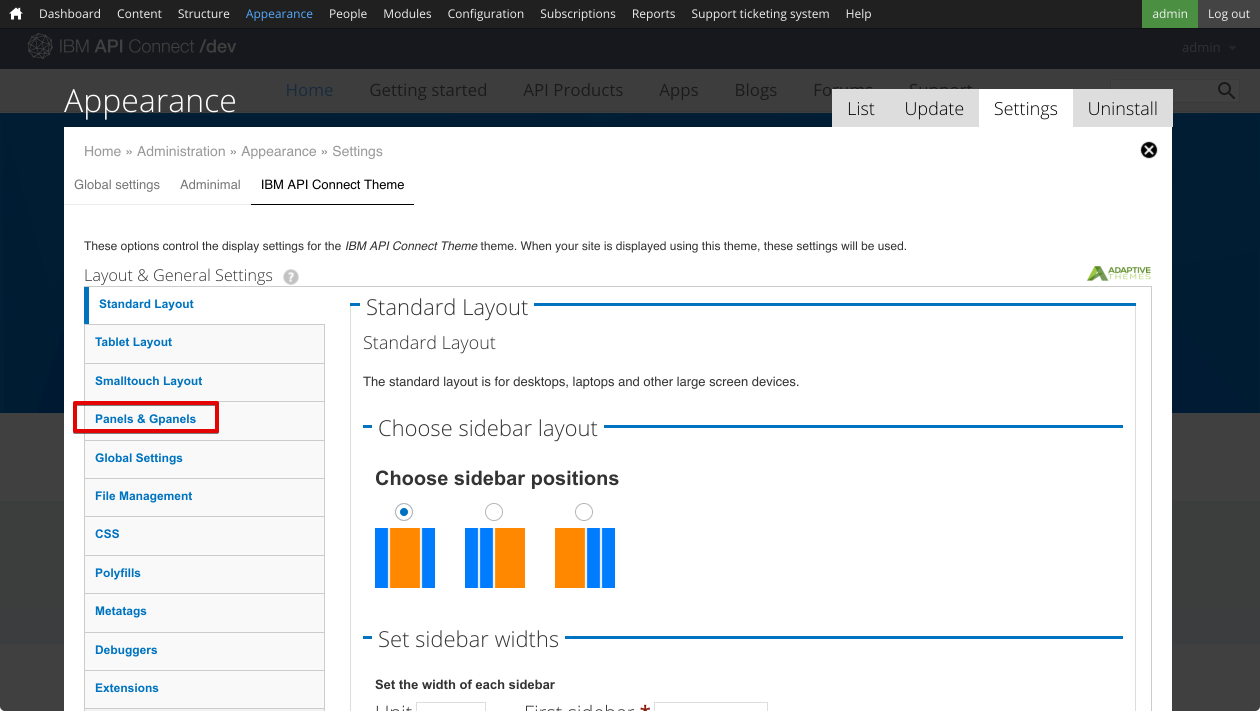 Dashboard Content Structure Appearance People Modules Configuration Subscriptions Reports Support ticketing system Help admin Log out
IBM API Connect /dev admin
Home Getting started API Products Apps Blogs Forums Support
Appearance
List Update Settings Uninstall
Home » Administration » Appearance » Settings
Global settings Adminimal IBM API Connect Theme
These options control the display settings for the IBM API Connect Theme theme. When your site is displayed using this theme, these settings will be used.
Layout & General Settings ?
ADAPTIVE
THEMES
Standard Layout
Tablet Layout
Smalltouch Layout
Panels & Gpanels
Global Settings
File Management
CSS
Polyfills
Metatags
Debuggers
Extensions
Standard Layout
Standard Layout
The standard layout is for desktops, laptops and other large screen devices.
Choose sidebar layout
Choose sidebar positions
Set sidebar widths
Set the width of each sidebar
Unit First sidebar *